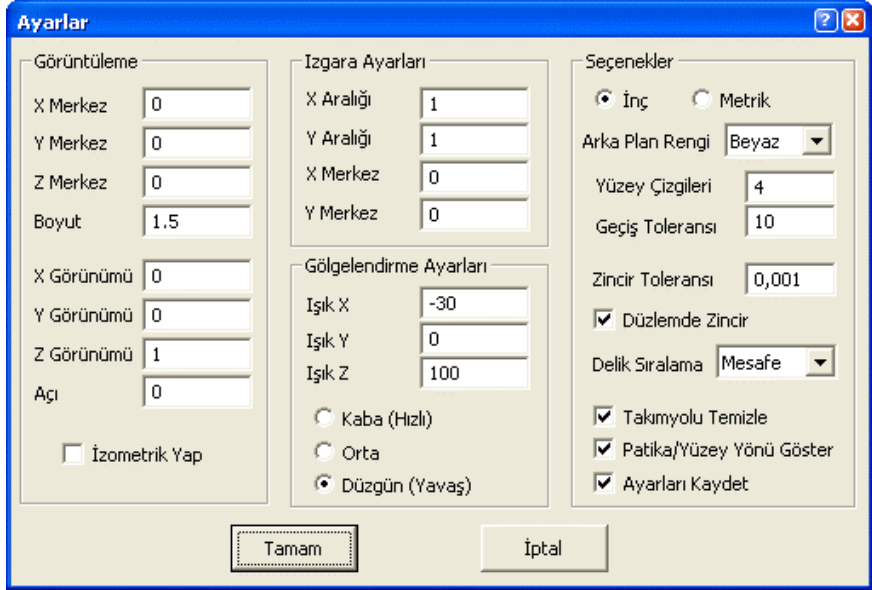 Ayarlar
Görüntüleme
X Merkez 0
Y Merkez 0
Z Merkez 0
Boyut 1.5
X Görünümü 0
Y Görünümü 0
Z Görünümü 1
Açı 0
İzometrik Yap
Izgara Ayarları
X Aralığı 1
Y Aralığı 1
X Merkez 0
Y Merkez 0
Gölgelendirme Ayarları
Işık X -30
Işık Y 0
Işık Z 100
Kaba (Hızlı)
Orta
Düzgün (Yavaş)
Seçenekler
İnç Metrik
Arka Plan Rengi Beyaz
Yüzey Çizgileri 4
Geçiş Toleransı 10
Zincir Toleransı 0,001
Düzlemde Zincir
Delik Sıralama Mesafe
Takımyolu Temizle
Patika/Yüzey Yönü Göster
Ayarları Kaydet
Tamam İptal